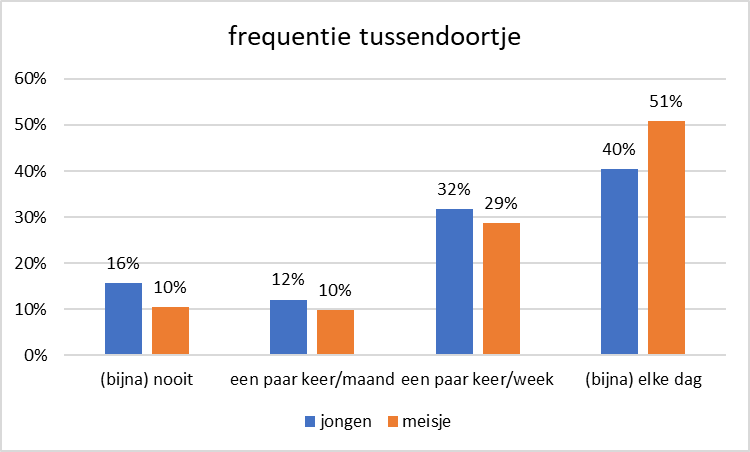 frequentie tussendoortje
60%
50%
40%
30%
20%
10%
0%
16%
10%
12%
10%
32%
29%
40%
51%
(bijna) nooit
een paar keer/maand
een paar keer/week
(bijna) elke dag
jongen
meisje